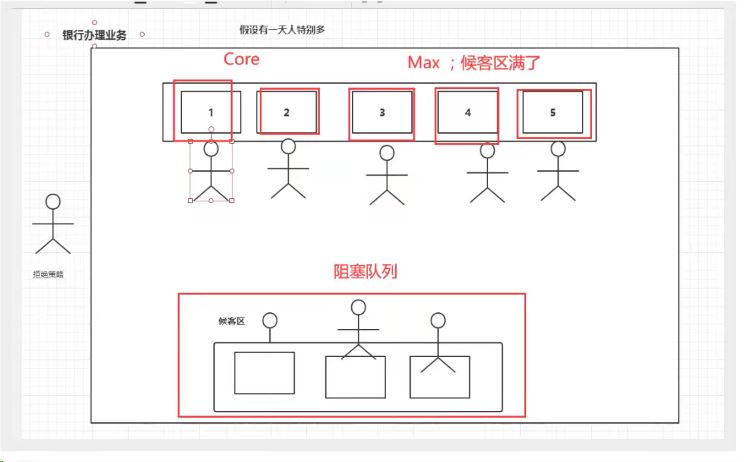 银行办理业务
假设有一天人特别多
Core
Max ；候客区满了
1
2
3
4
5
拒绝策略
阻塞队列
候客区